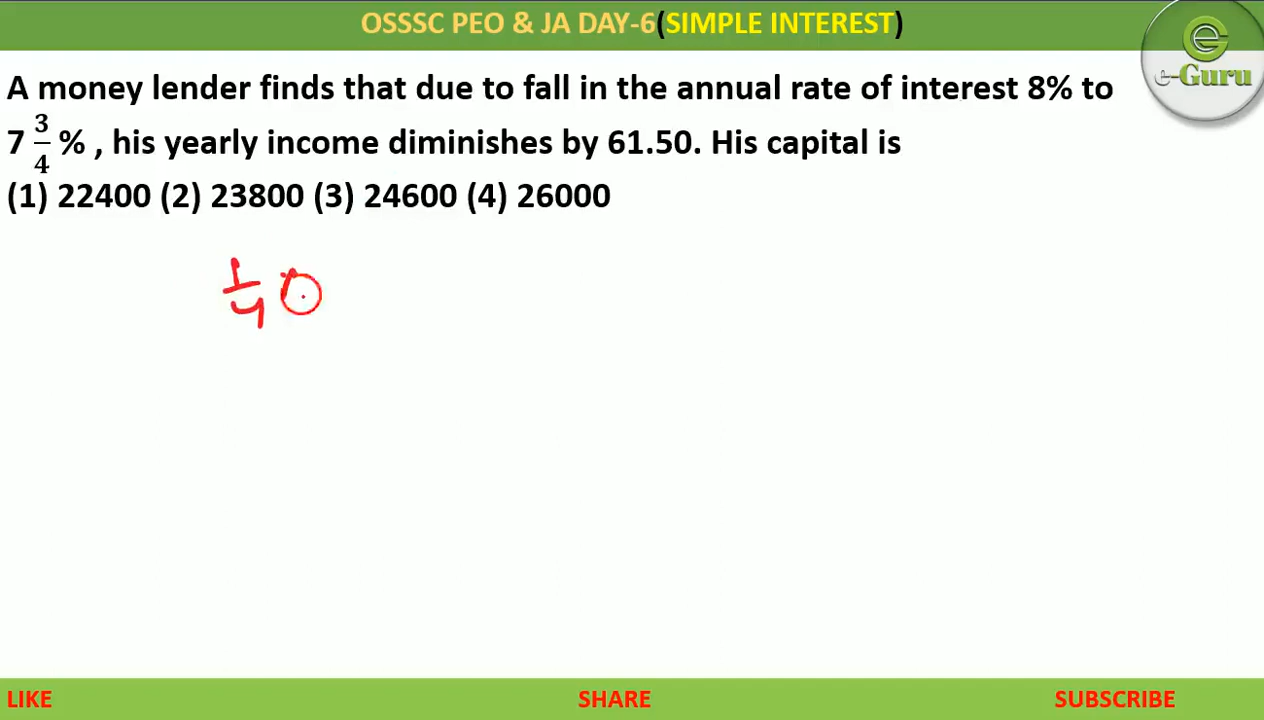 OSSSC PEO & JA DAY-6(SIMPLE INTEREST)
e
e-Guru
A money lender finds that due to fall in the annual rate of interest 8% to
7 3/4 % , his yearly income diminishes by 61.50. His capital is
(1) 22400 (2) 23800 (3) 24600 (4) 26000
1/4
LIKE SHARE SUBSCRIBE